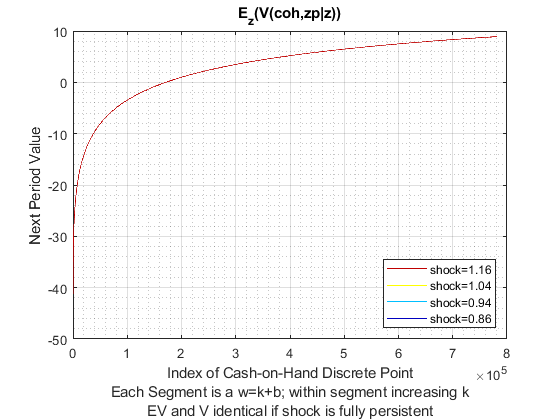 E_z(V(coh,zp|z))
10
0
-10
-20
-30
-40
-50
Next Period Value
shock=1.16
shock=1.04
shock=0.94
shock=0.86
0 1 2 3 4 5 6 7 8
×10^5
Index of Cash-on-Hand Discrete Point
Each Segment is a w=k+b; within segment increasing k
EV and V identical if shock is fully persistent